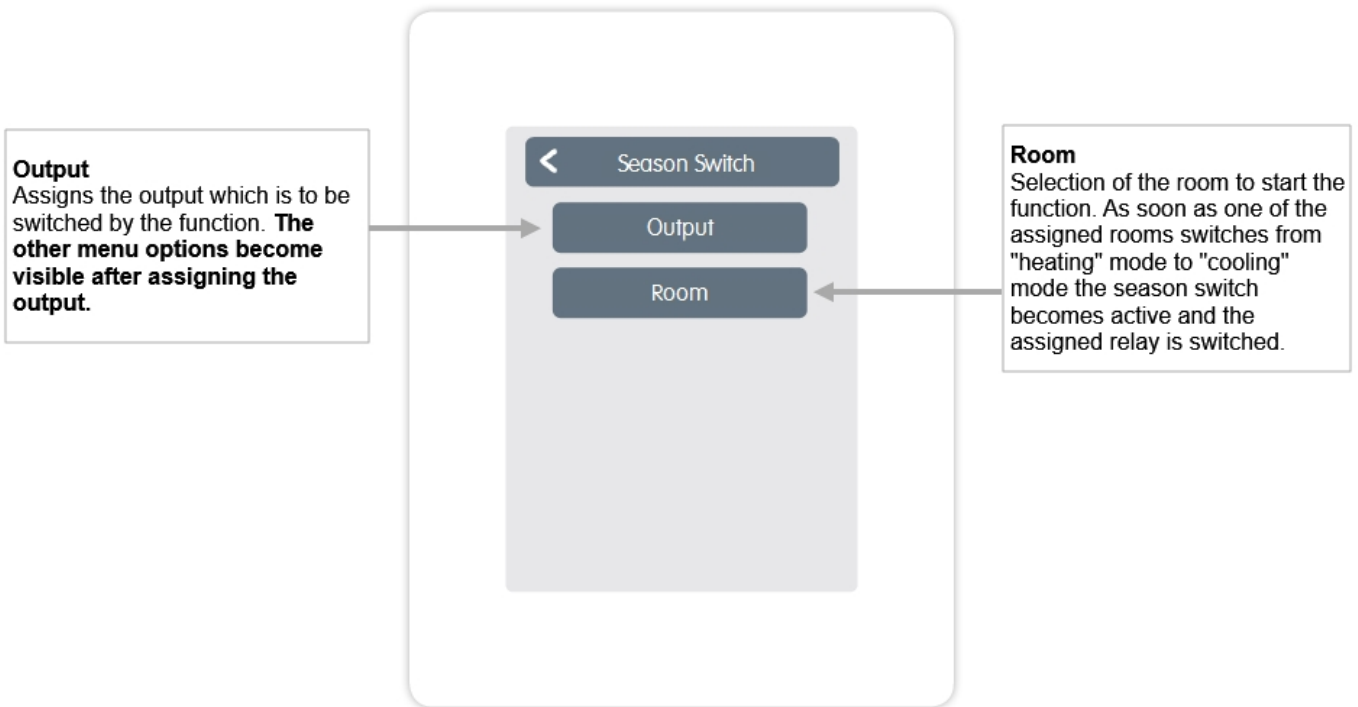 Output
Assigns the output which is to be
switched by the function. The
other menu options become
visible after assigning the
output.
Season Switch
Output
Room
Room
Selection of the room to start the
function. As soon as one of the
assigned rooms switches from
"heating" mode to "cooling"
mode the season switch
becomes active and the
assigned relay is switched.